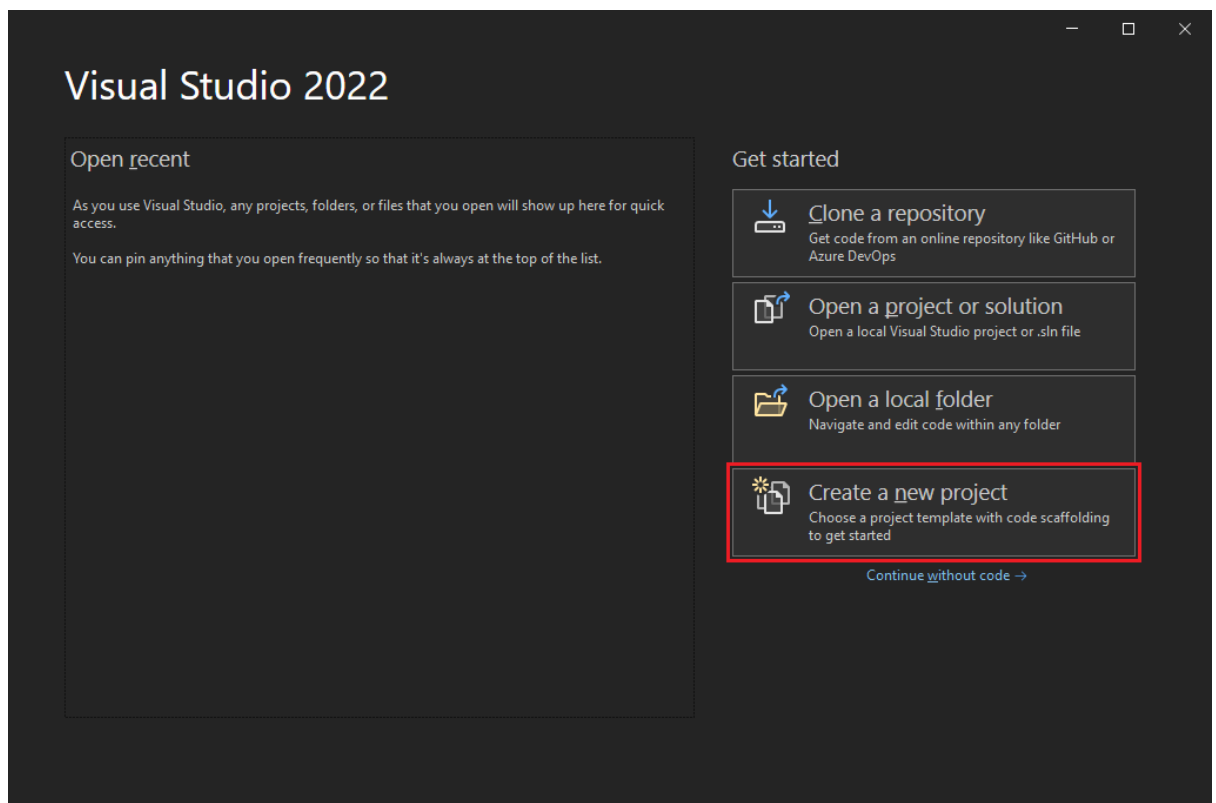 Visual Studio 2022
Open recent
As you use Visual Studio, any projects, folders, or files that you open will show up here for quick
access.
You can pin anything that you open frequently so that it's always at the top of the list.
Get started
Clone a repository
Get code from an online repository like GitHub or
Azure DevOps
Open a project or solution
Open a local Visual Studio project or .sln file
Open a local folder
Navigate and edit code within any folder
Create a new project
Choose a project template with code scaffolding
to get started
Continue without code →